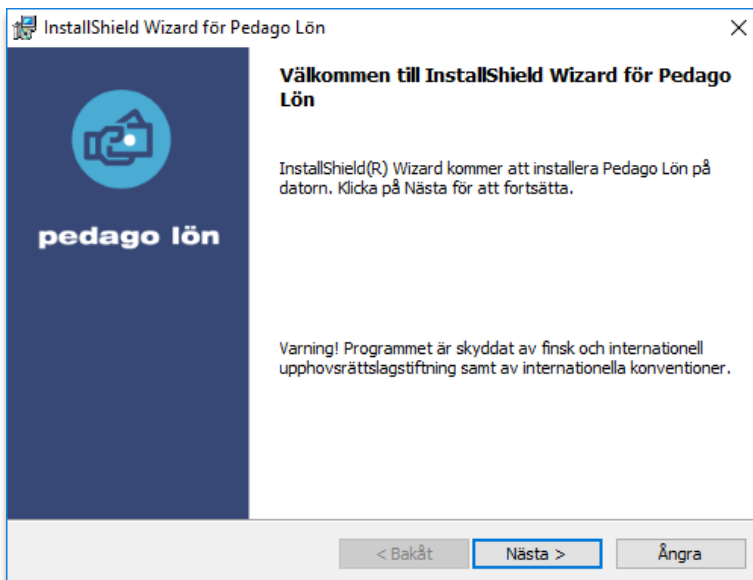 InstallShield Wizard för Pedago Lön
Välkommen till InstallShield Wizard för Pedago
Lön
InstallShield(R) Wizard kommer att installera Pedago Lön på
datorn. Klicka på Nästa för att fortsätta.
pedago lön
Varning! Programmet är skyddat av finsk och internationell
upphovsrättslagstiftning samt av internationella konventioner.
< Bakåt
Nästa >
Ångra